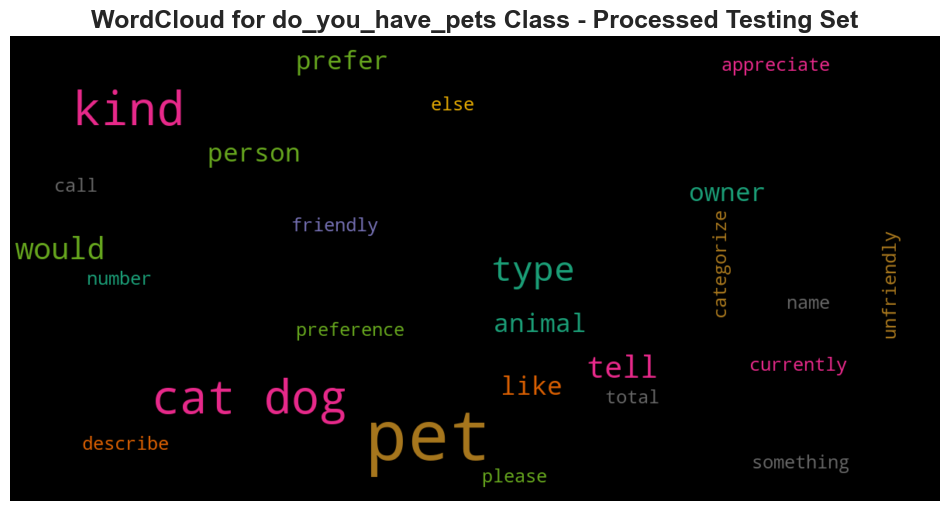 WordCloud for do_you_have_pets Class - Processed Testing Set
prefer
appreciate
kind
else
person
call
owner
friendly
would
categorize
unfriendly
type
number
name
animal
preference
tell
currently
like
cat dog
total
pet
describe
something
please